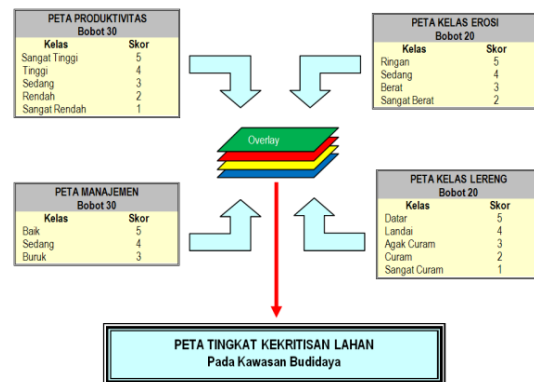 PETA PRODUKTIVITAS
Bobot 30
Kelas Skor
Sangat Tinggi 5
Tinggi 4
Sedang 3
Rendah 2
Sangat Rendah 1
PETA KELAS EROSI
Bobot 20
Kelas Skor
Ringan 5
Sedang 4
Berat 3
Sangat Berat 2
Overlay
PETA MANAJEMEN
Bobot 30
Kelas Skor
Baik 5
Sedang 4
Buruk 3
PETA KELAS LERENG
Bobot 20
Kelas Skor
Datar 5
Landai 4
Agak Curam 3
Curam 2
Sangat Curam 1
PETA TINGKAT KEKRITISAN LAHAN
Pada Kawasan Budidaya